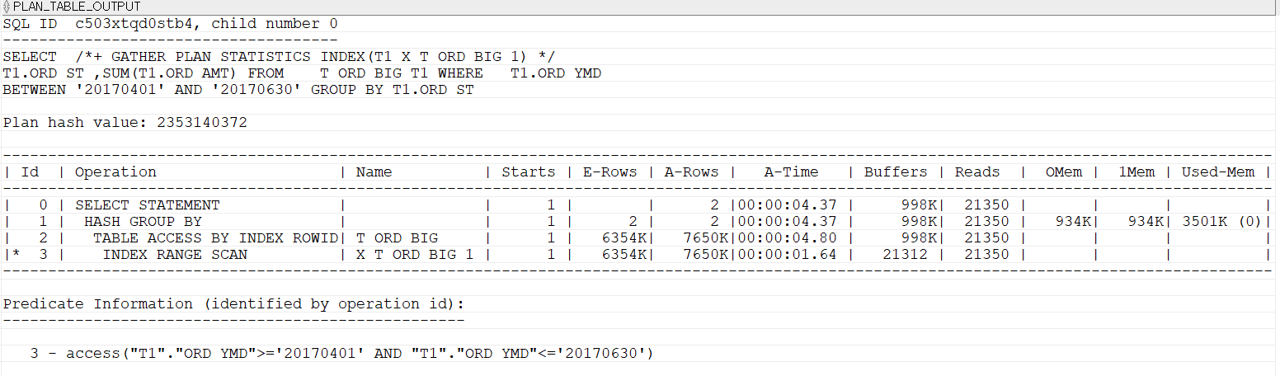 PLAN_TABLE_OUTPUT
SQL ID  c503xtqd0stb4, child number 0
-------------------------------------
SELECT  /*+ GATHER PLAN STATISTICS INDEX(T1 X T ORD BIG 1) */
T1.ORD ST ,SUM(T1.ORD AMT) FROM    T ORD BIG T1 WHERE   T1.ORD YMD
BETWEEN '20170401' AND '20170630' GROUP BY T1.ORD ST
Plan hash value: 2353140372
--------------------------------------------------------------------------------------------------------------------------------------------
| Id  | Operation                    | Name           | Starts | E-Rows | A-Rows |   A-Time   | Buffers | Reads  |  OMem |  1Mem | Used-Mem |
--------------------------------------------------------------------------------------------------------------------------------------------
|   0 | SELECT STATEMENT             |                |      1 |        |      2 |00:00:04.37 |     998K|  21350 |       |       |          |
|   1 |  HASH GROUP BY               |                |      1 |      2 |      2 |00:00:04.37 |     998K|  21350 |   934K|   934K| 3501K (0)|
|   2 |   TABLE ACCESS BY INDEX ROWID| T ORD BIG      |      1 |   6354K|   7650K|00:00:04.80 |     998K|  21350 |       |       |          |
|*  3 |    INDEX RANGE SCAN          | X T ORD BIG 1  |      1 |   6354K|   7650K|00:00:01.64 |   21312 |  21350 |       |       |          |
--------------------------------------------------------------------------------------------------------------------------------------------
Predicate Information (identified by operation id):
---------------------------------------------------
   3 - access("T1"."ORD YMD">='20170401' AND "T1"."ORD YMD"<='20170630')